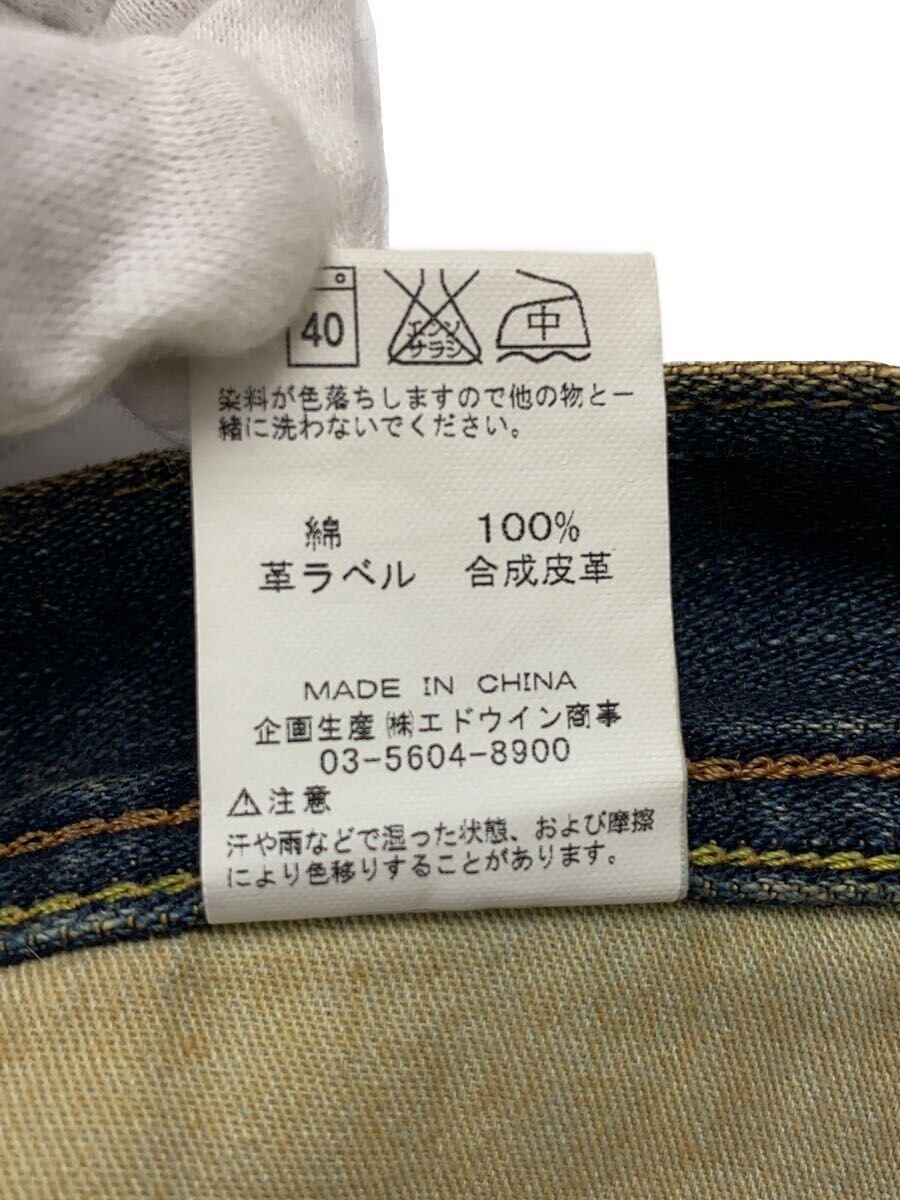 40
エンソ
サラシ
中
染料が色落ちしますので他の物と一
緒に洗わないでください。
綿 100%
革ラベル 合成皮革
MADE IN CHINA
企画生産 ㈱エドウイン商事
03-5604-8900
⚠注意
汗や雨などで湿った状態、および摩擦
により色移りすることがあります。